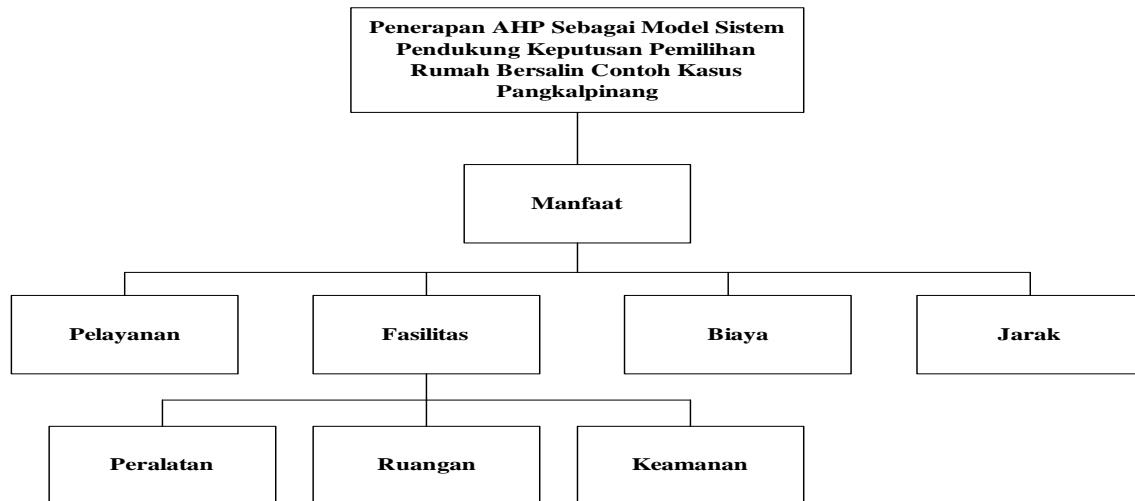 Penerapan AHP Sebagai Model Sistem
Pendukung Keputusan Pemilihan
Rumah Bersalin Contoh Kasus
Pangkalpinang
Manfaat
Pelayanan
Fasilitas
Biaya
Jarak
Peralatan
Ruangan
Keamanan